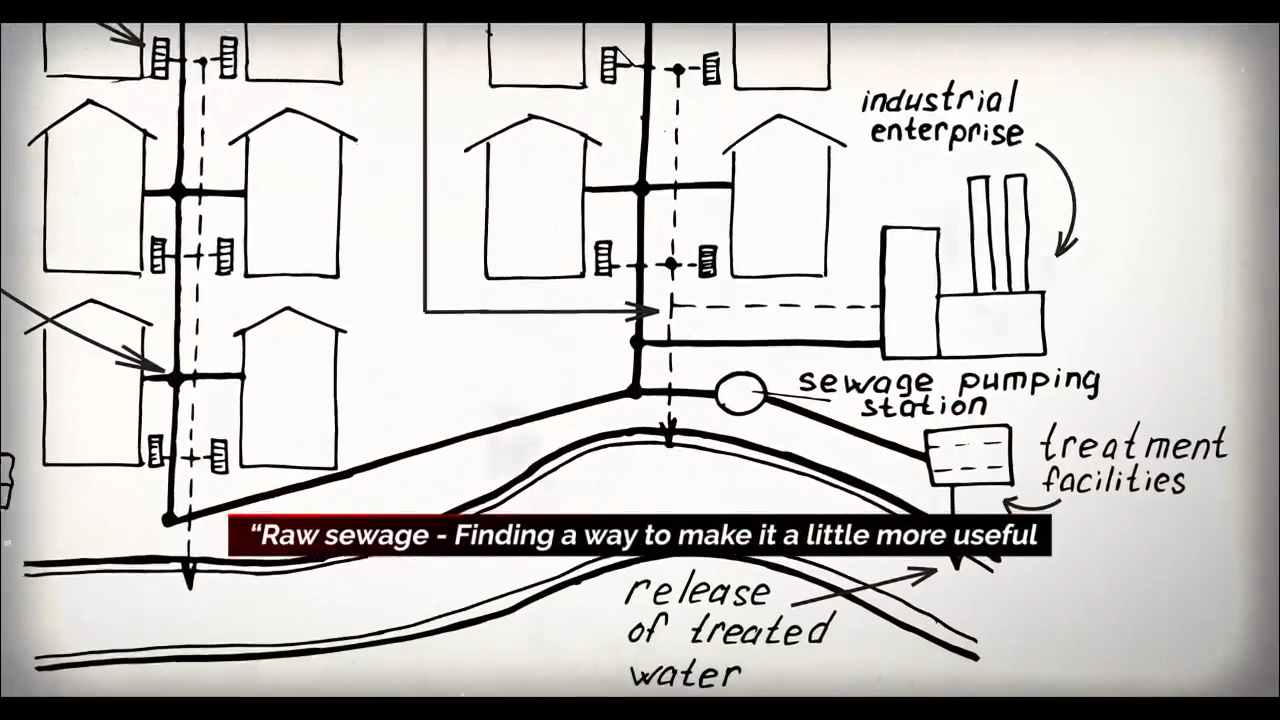 industrial
enterprise
sewage pumping
station
treatment
facilities
“Raw sewage - Finding a way to make it a little more useful
release
of treated
water